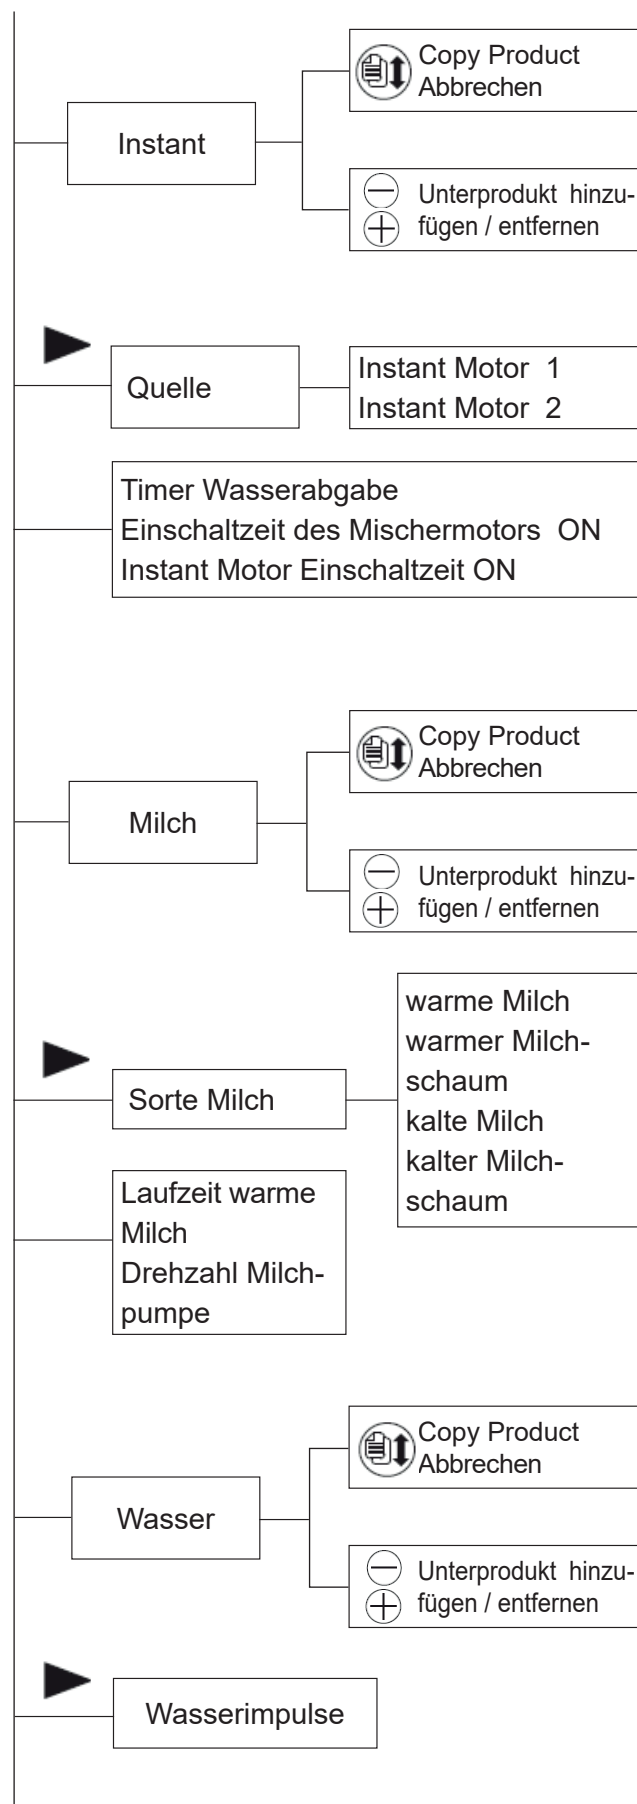 Copy Product
Abbrechen
Instant
Unterprodukt hinzu-
fügen / entfernen
Quelle
Instant Motor 1
Instant Motor 2
Timer Wasserabgabe
Einschaltzeit des Mischermotors ON
Instant Motor Einschaltzeit ON
Copy Product
Abbrechen
Milch
Unterprodukt hinzu-
fügen / entfernen
warme Milch
warmer Milch-
schaum
kalte Milch
kalter Milch-
schaum
Sorte Milch
Laufzeit warme
Milch
Drehzahl Milch-
pumpe
Copy Product
Abbrechen
Wasser
Unterprodukt hinzu-
fügen / entfernen
Wasserimpulse